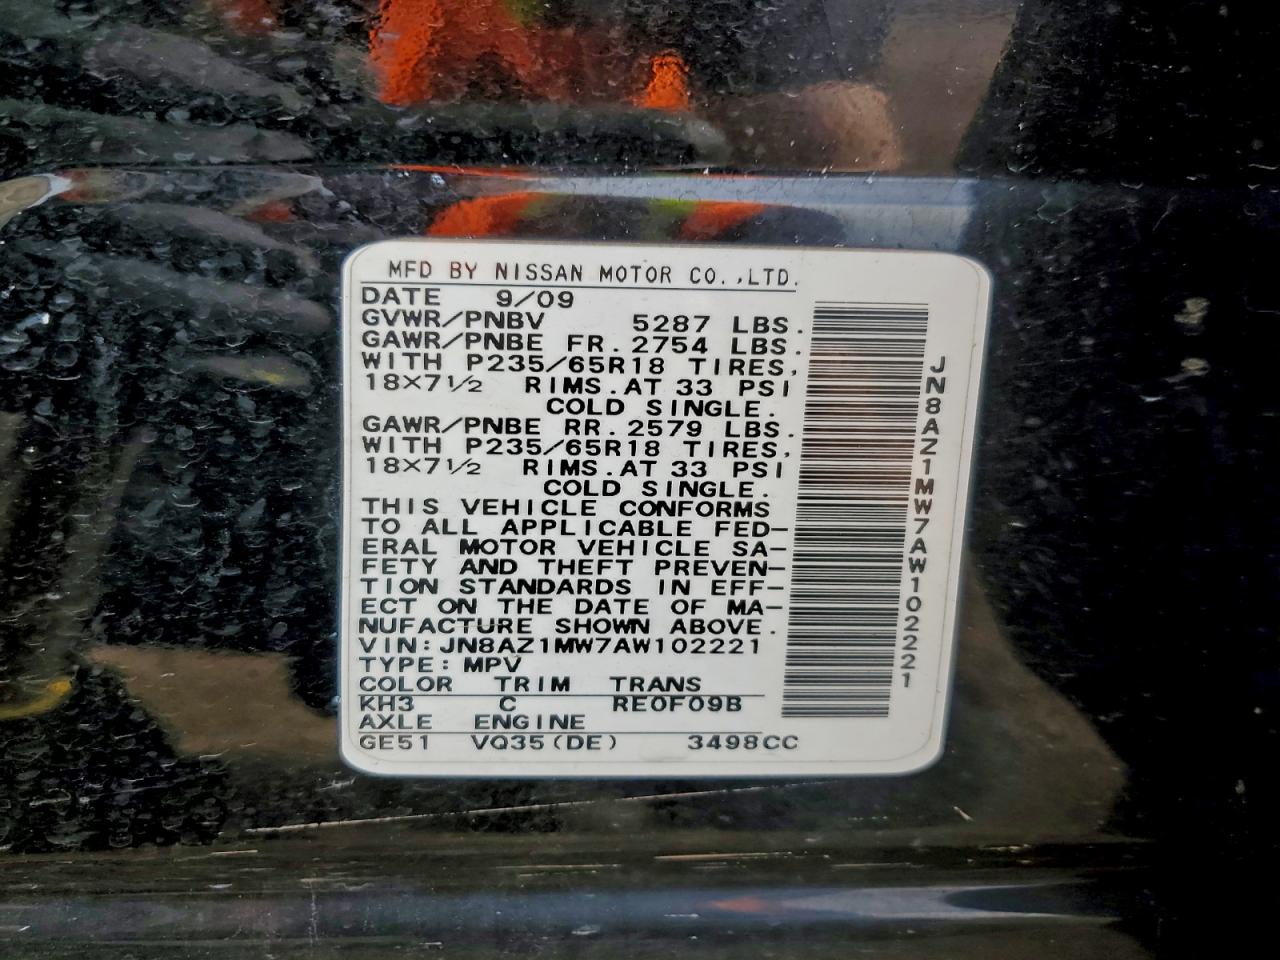 MFD BY NISSAN MOTOR CO.,LTD.
DATE 9/09
GVWR/PNBV 5287 LBS.
GAWR/PNBE FR. 2754 LBS.
WITH P235/65R18 TIRES,
18×7 1/2 RIMS. AT 33 PSI
COLD SINGLE.
GAWR/PNBE RR. 2579 LBS.
WITH P235/65R18 TIRES,
18×7 1/2 RIMS. AT 33 PSI
COLD SINGLE.
THIS VEHICLE CONFORMS
TO ALL APPLICABLE FED-
ERAL MOTOR VEHICLE SA-
FETY AND THEFT PREVEN-
TION STANDARDS IN EFF-
ECT ON THE DATE OF MA-
NUFACTURE SHOWN ABOVE.
VIN: JN8AZ1MW7AW102221
TYPE: MPV
COLOR TRIM TRANS
KH3 C RE0F09B
AXLE ENGINE
GE51 VQ35(DE) 3498CC
JN8AZ1MW7AW102221